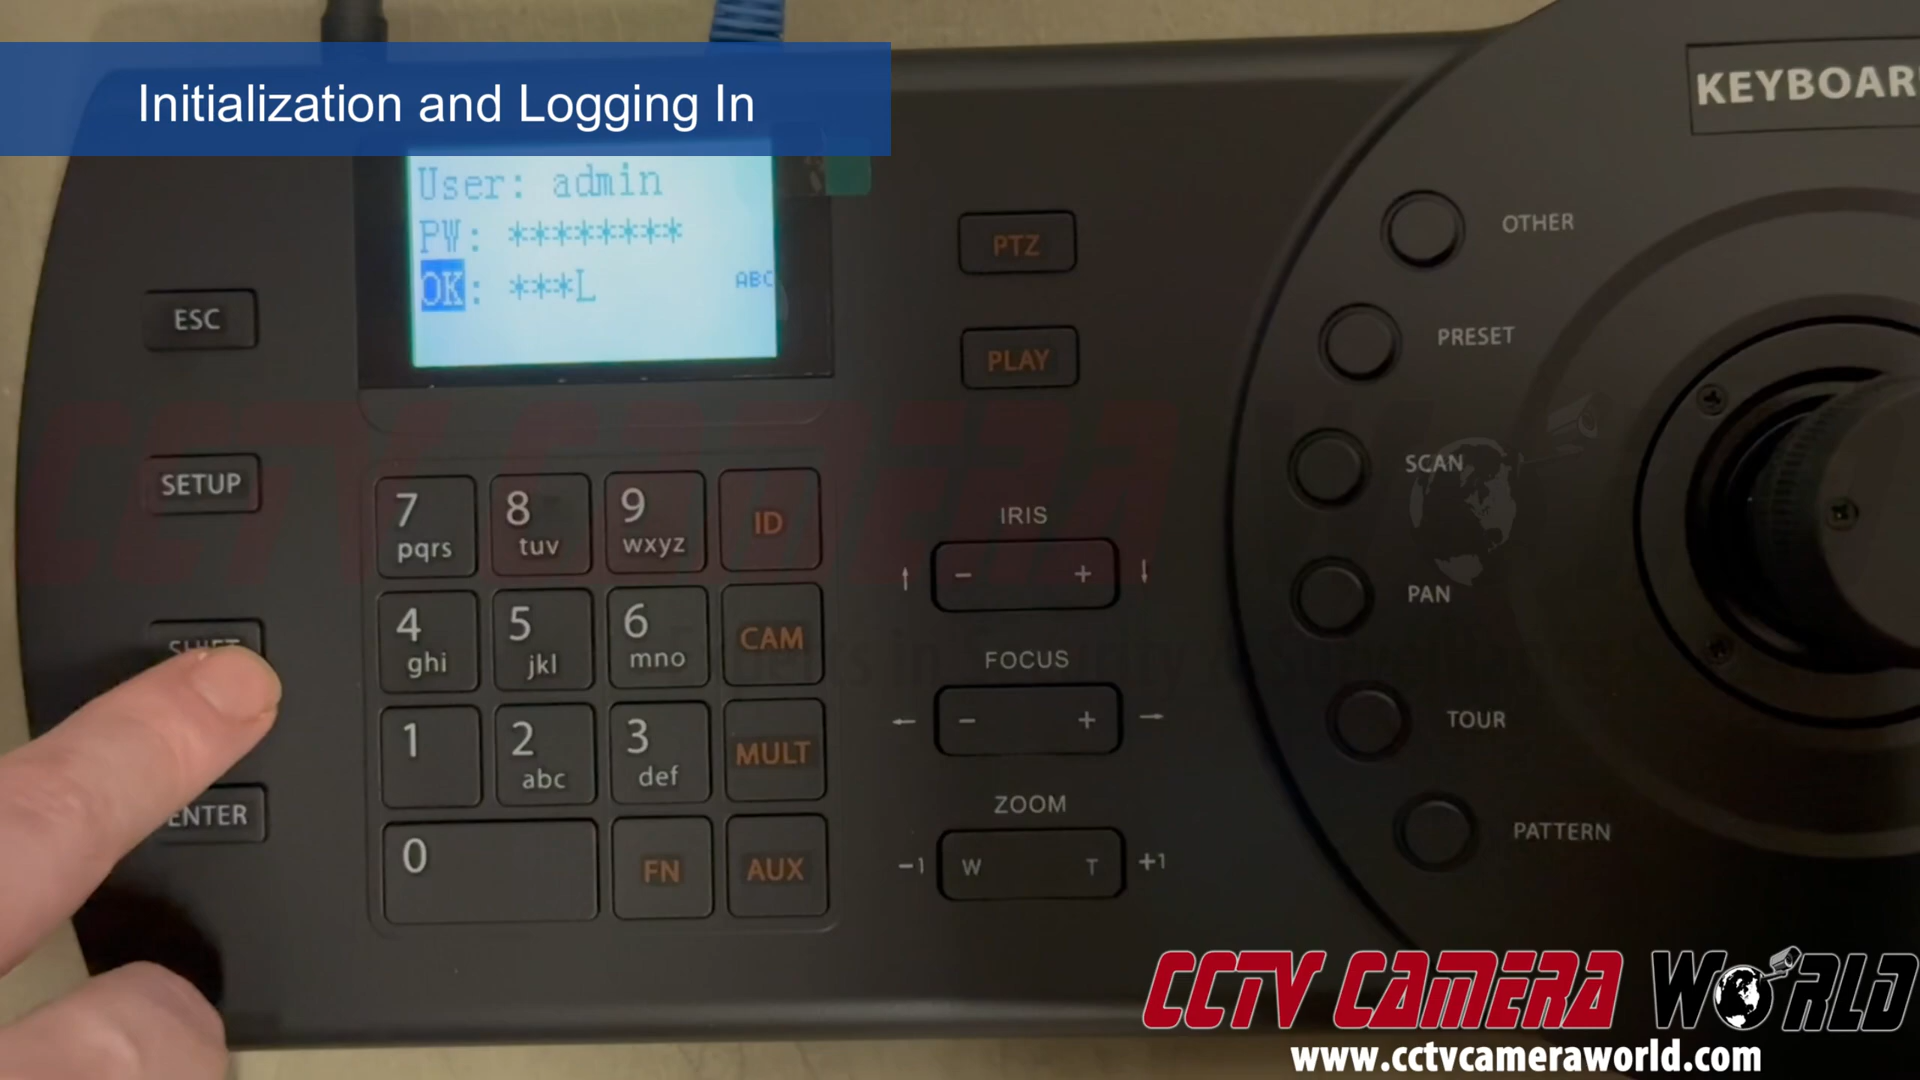 Initialization and Logging In
KEYBOAR
User: admin
PW: ********
OK: ***L ABC
ESC
SETUP
SHIFT
ENTER
7 pqrs
8 tuv
9 wxyz
ID
4 ghi
5 jkl
6 mno
CAM
1
2 abc
3 def
MULT
0
FN
AUX
PTZ
PLAY
IRIS
- +
FOCUS
- +
ZOOM
-1 W T +1
OTHER
PRESET
SCAN
PAN
TOUR
PATTERN
CCTV CAMERA WORLD
www.cctvcameraworld.com